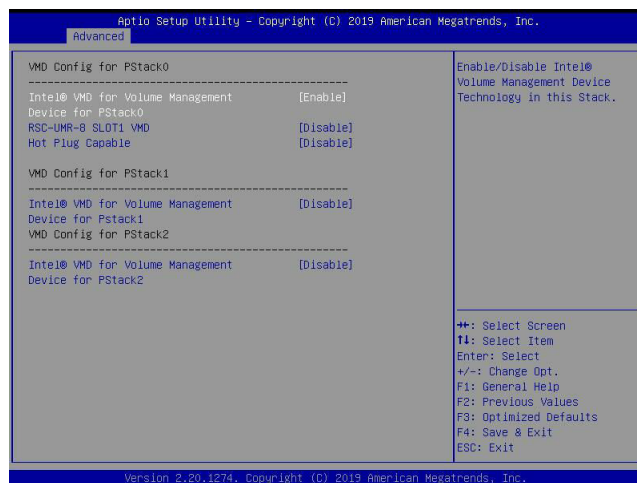 Aptio Setup Utility – Copyright (C) 2019 American Megatrends, Inc.
Advanced
VMD Config for PStack0
------------------------------------------------
Intel® VMD for Volume Management [Enable]
Device for PStack0
RSC-UMR-8 SLOT1 VMD [Disable]
Hot Plug Capable [Disable]
VMD Config for PStack1
------------------------------------------------
Intel® VMD for Volume Management [Disable]
Device for Pstack1
VMD Config for PStack2
------------------------------------------------
Intel® VMD for Volume Management [Disable]
Device for PStack2
Enable/Disable Intel®
Volume Management Device
Technology in this Stack.
→←: Select Screen
↑↓: Select Item
Enter: Select
+/-: Change Opt.
F1: General Help
F2: Previous Values
F3: Optimized Defaults
F4: Save & Exit
ESC: Exit
Version 2.20.1274. Copyright (C) 2019 American Megatrends, Inc.